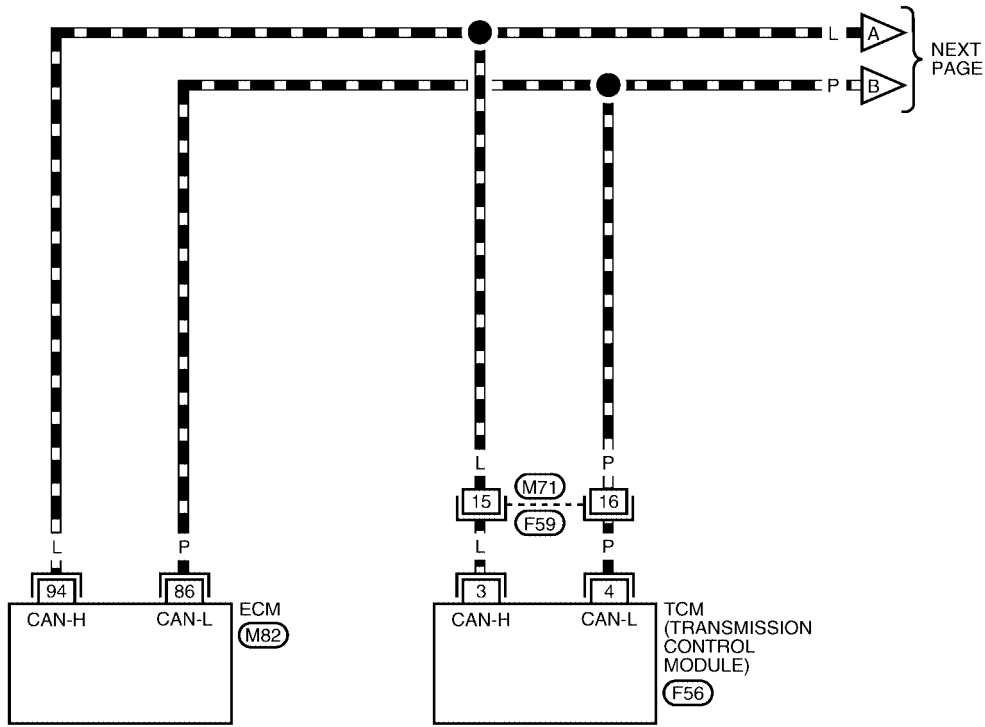 L A
NEXT
PAGE
P B
L P
15 M71 16
F59
L P L P
94 86 3 4
CAN-H CAN-L ECM CAN-H CAN-L TCM
M82 (TRANSMISSION
CONTROL
MODULE)
F56